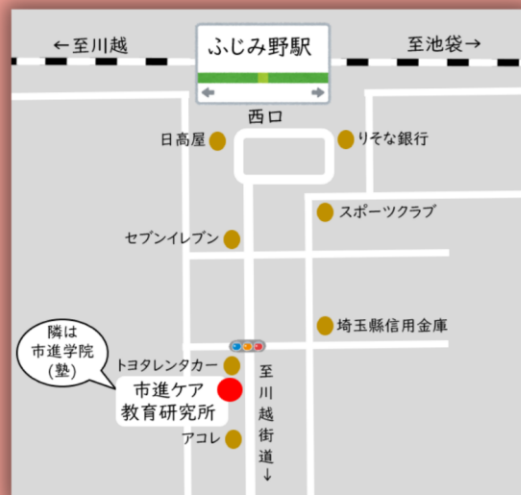 ←至川越
ふじみ野駅
至池袋→
西口
日高屋
りそな銀行
スポーツクラブ
セブンイレブン
埼玉縣信用金庫
隣は
市進学院
(塾)
トヨタレンタカー
市進ケア
教育研究所
アコレ
至川越街道→